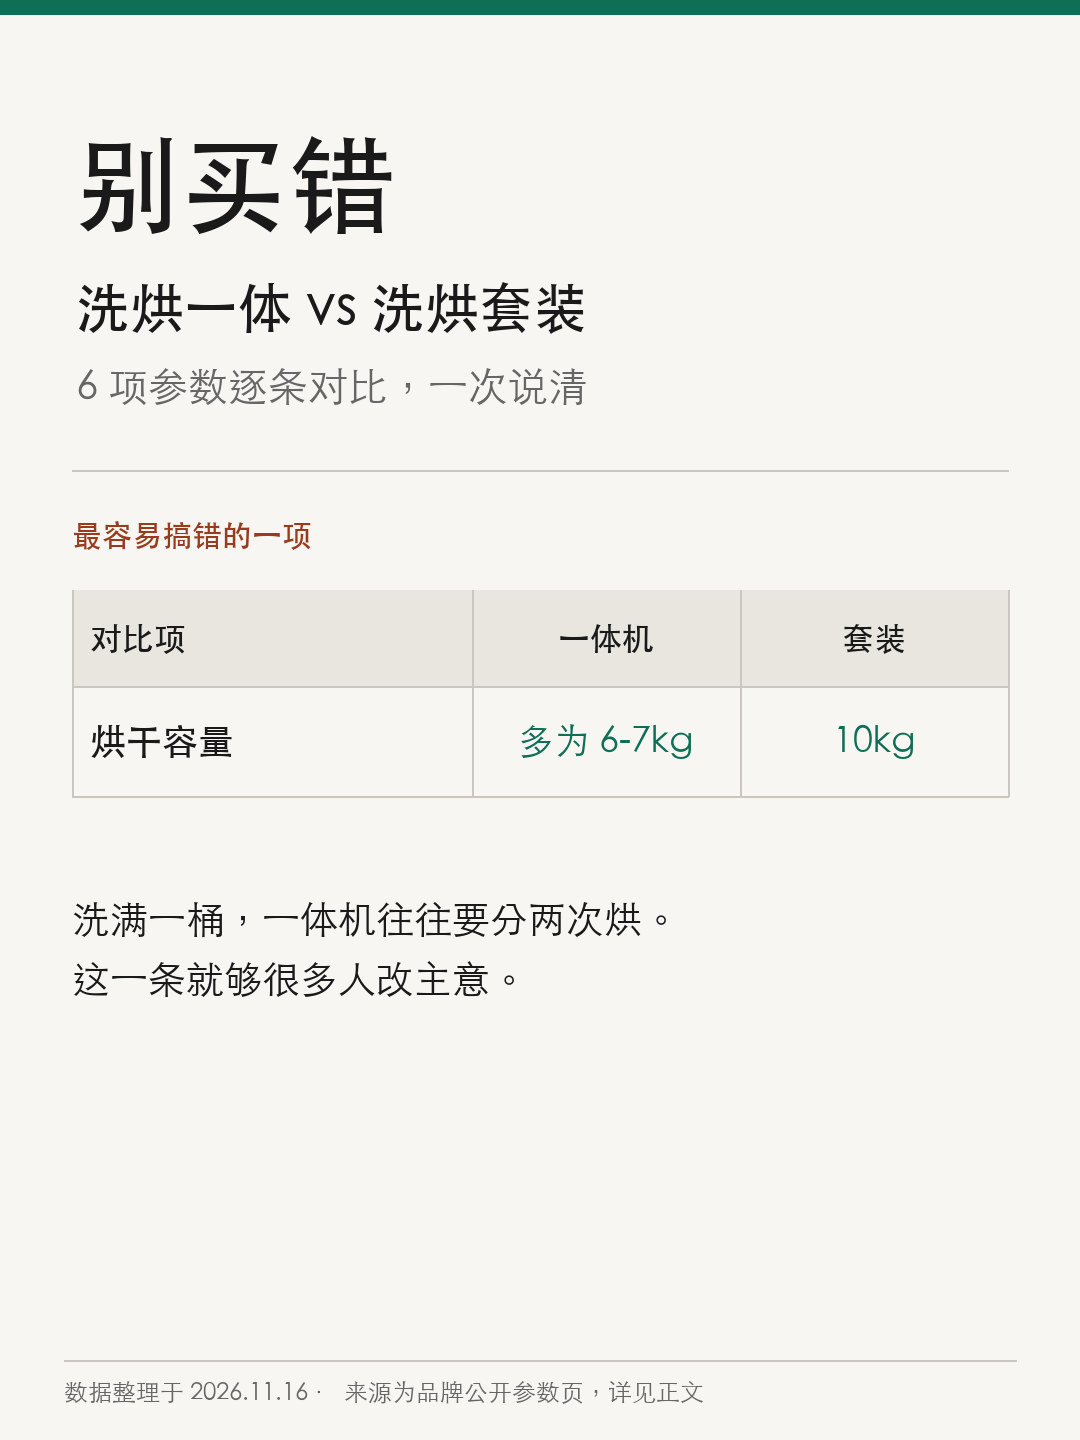 别买错
洗烘一体 vs 洗烘套装
6 项参数逐条对比，一次说清
最容易搞错的一项
对比项 一体机 套装
烘干容量 多为 6-7kg 10kg
洗满一桶，一体机往往要分两次烘。
这一条就够很多人改主意。
数据整理于 2026.11.16 · 来源为品牌公开参数页，详见正文